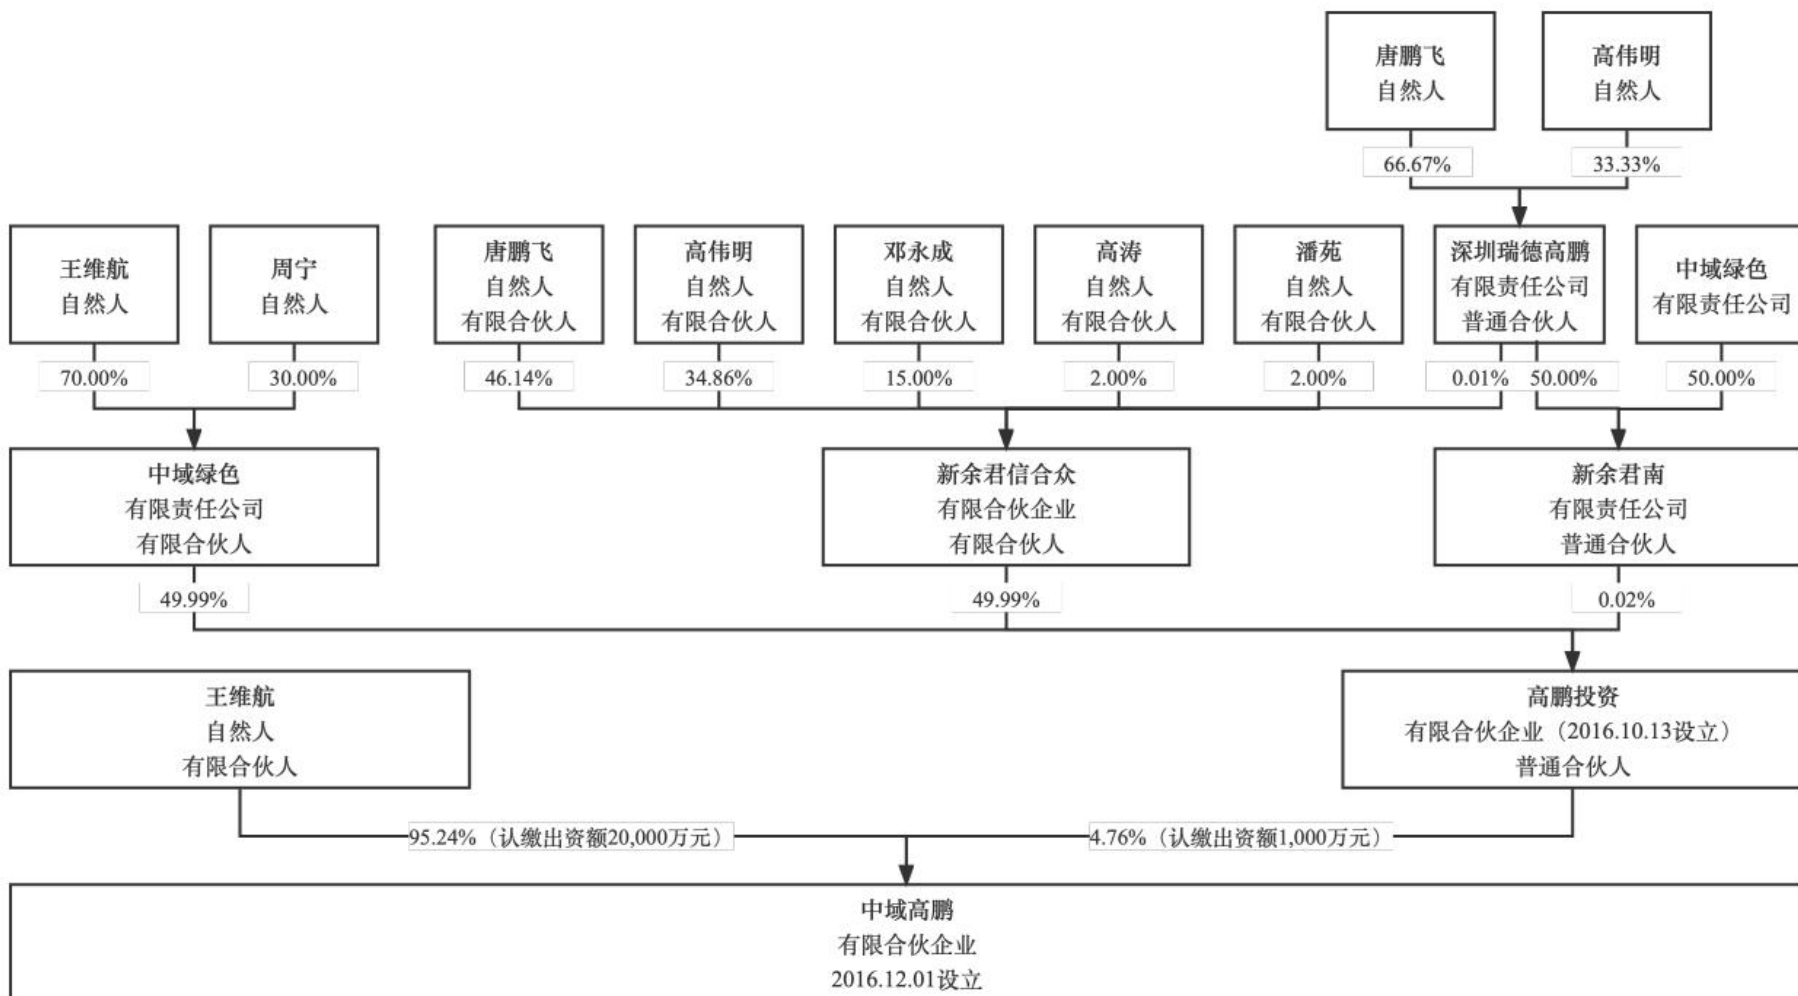 唐鹏飞
自然人
高伟明
自然人
66.67%
33.33%
王维航
自然人
周宁
自然人
唐鹏飞
自然人
有限合伙人
高伟明
自然人
有限合伙人
邓永成
自然人
有限合伙人
高涛
自然人
有限合伙人
潘苑
自然人
有限合伙人
深圳瑞德高鹏
有限责任公司
普通合伙人
中域绿色
有限责任公司
70.00%
30.00%
46.14%
34.86%
15.00%
2.00%
2.00%
0.01%
50.00%
50.00%
中域绿色
有限责任公司
有限合伙人
新余君信合众
有限合伙企业
有限合伙人
新余君南
有限责任公司
普通合伙人
49.99%
49.99%
0.02%
王维航
自然人
有限合伙人
高鹏投资
有限合伙企业（2016.10.13设立）
普通合伙人
95.24%（认缴出资额20,000万元）
4.76%（认缴出资额1,000万元）
中域高鹏
有限合伙企业
2016.12.01设立